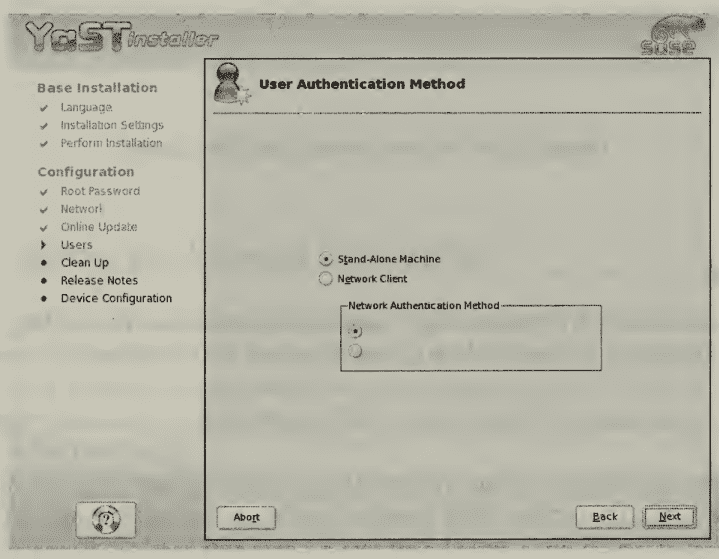 YaST installer
SUSE
Base Installation
Language
Installation Settings
Perform Installation
Configuration
Root Password
Network
Online Update
Users
Clean Up
Release Notes
Device Configuration
User Authentication Method
Stand-Alone Machine
Network Client
Network Authentication Method
?
Abort
Back
Next